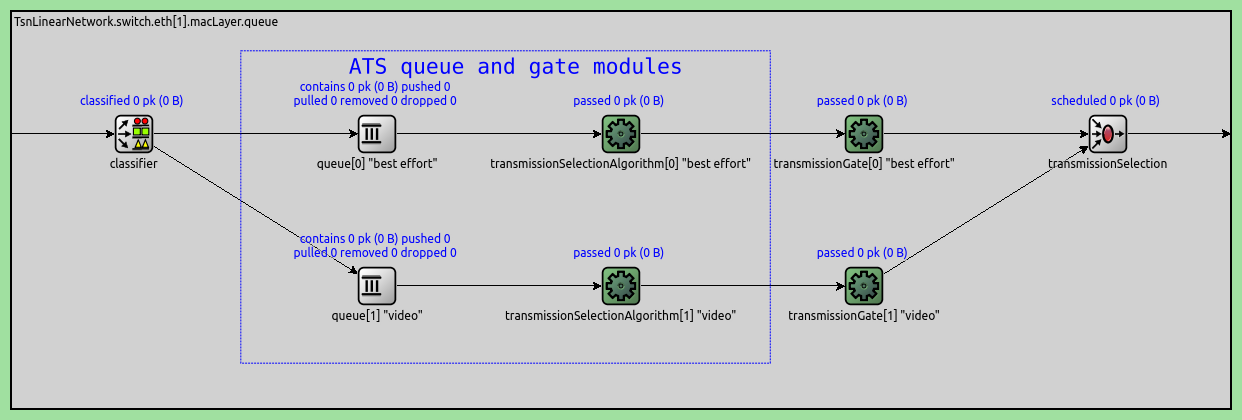 TsnLinearNetwork.switch.eth[1].macLayer.queue
ATS queue and gate modules
classified 0 pk (0 B)
contains 0 pk (0 B) pushed 0
pulled 0 removed 0 dropped 0
passed 0 pk (0 B)
passed 0 pk (0 B)
scheduled 0 pk (0 B)
classifier
queue[0] "best effort"
transmissionSelectionAlgorithm[0] "best effort"
transmissionGate[0] "best effort"
transmissionSelection
contains 0 pk (0 B) pushed 0
pulled 0 removed 0 dropped 0
passed 0 pk (0 B)
passed 0 pk (0 B)
queue[1] "video"
transmissionSelectionAlgorithm[1] "video"
transmissionGate[1] "video"